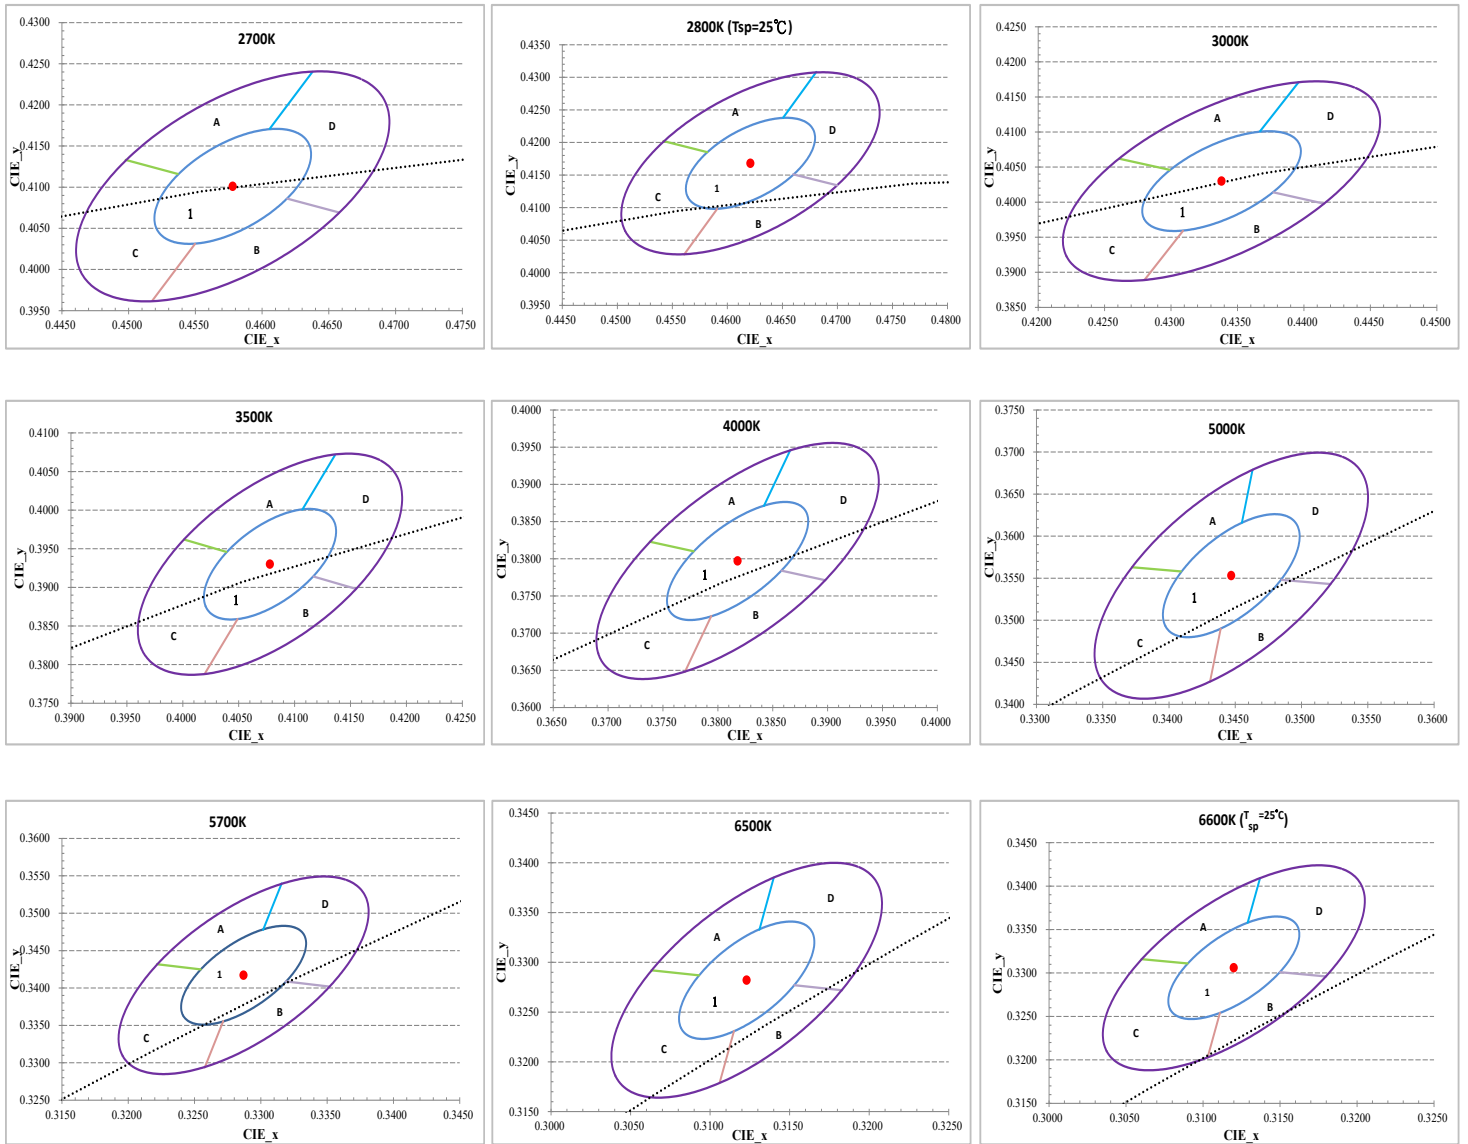 2700K
CIE_y
0.4300
0.4250
0.4200
0.4150
0.4100
0.4050
0.4000
0.3950
A
D
1
C
B
0.4450 0.4500 0.4550 0.4600 0.4650 0.4700 0.4750
CIE_x
2800K (Tsp=25℃)
CIE_y
0.4350
0.4300
0.4250
0.4200
0.4150
0.4100
0.4050
0.4000
0.3950
A
D
1
C
B
0.4450 0.4500 0.4550 0.4600 0.4650 0.4700 0.4750 0.4800
CIE_x
3000K
CIE_y
0.4250
0.4200
0.4150
0.4100
0.4050
0.4000
0.3950
0.3900
0.3850
A
D
1
B
C
0.4200 0.4250 0.4300 0.4350 0.4400 0.4450 0.4500
CIE_x
3500K
CIE_y
0.4100
0.4050
0.4000
0.3950
0.3900
0.3850
0.3800
0.3750
D
A
1
B
C
0.3900 0.3950 0.4000 0.4050 0.4100 0.4150 0.4200 0.4250
CIE_x
4000K
CIE_y
0.4000
0.3950
0.3900
0.3850
0.3800
0.3750
0.3700
0.3650
0.3600
A
D
1
B
C
0.3650 0.3700 0.3750 0.3800 0.3850 0.3900 0.3950 0.4000
CIE_x
5000K
CIE_y
0.3750
0.3700
0.3650
0.3600
0.3550
0.3500
0.3450
0.3400
D
A
1
B
C
0.3300 0.3350 0.3400 0.3450 0.3500 0.3550 0.3600
CIE_x
5700K
CIE_y
0.3600
0.3550
0.3500
0.3450
0.3400
0.3350
0.3300
0.3250
D
A
1
B
C
0.3150 0.3200 0.3250 0.3300 0.3350 0.3400 0.3450
CIE_x
6500K
CIE_y
0.3450
0.3400
0.3350
0.3300
0.3250
0.3200
0.3150
D
A
1
B
C
0.3000 0.3050 0.3100 0.3150 0.3200 0.3250
CIE_x
6600K (Tsp=25℃)
CIE_y
0.3450
0.3400
0.3350
0.3300
0.3250
0.3200
0.3150
D
A
1
B
C
0.3000 0.3050 0.3100 0.3150 0.3200 0.3250
CIE_x